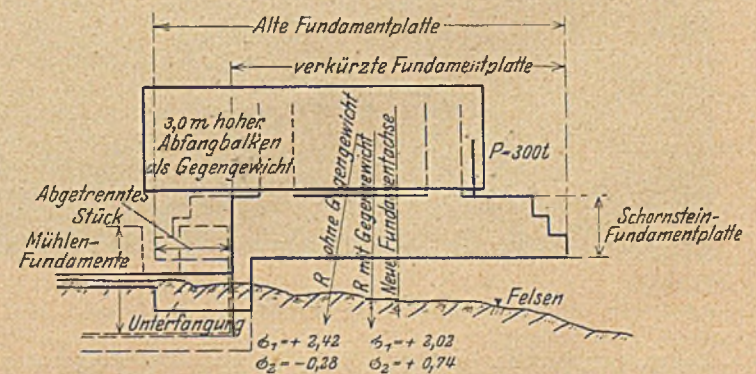 Alte Fundamentplatte
verkürzte Fundamentplatte
3,0m hoher
Abfangbalken
als Gegengewicht
P=300t
Abgetrenntes
Stück
Mühlen-
Fundamente
Unterfangung
R ohne Gegengewicht
R mit Gegengewicht
Neue Fundamentachse
Schornstein-
Fundamentplatte
Felsen
σ₁=+ 2,42
σ₂=−0,28
σ₁=+ 2,02
σ₂=+ 0,74